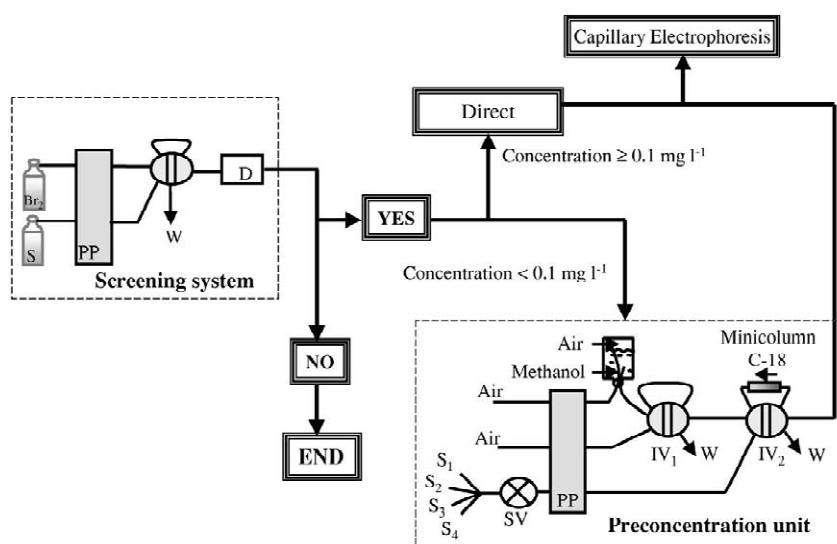 Capillary Electrophoresis
Direct
Concentration ≥ 0.1 mg l⁻¹
Br₂
S
PP
D
W
Screening system
YES
Concentration < 0.1 mg l⁻¹
NO
END
Air
Methanol
Minicolumn
C-18
Air
Air
IV₁
W
IV₂
W
S₁
S₂
S₃
S₄
SV
PP
Preconcentration unit